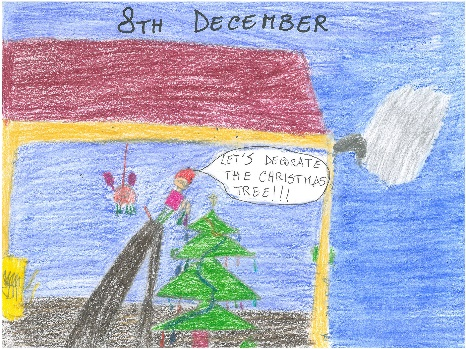 8TH DECEMBER
LET'S DECORATE
THE CHRISTMAS
TREE!!!